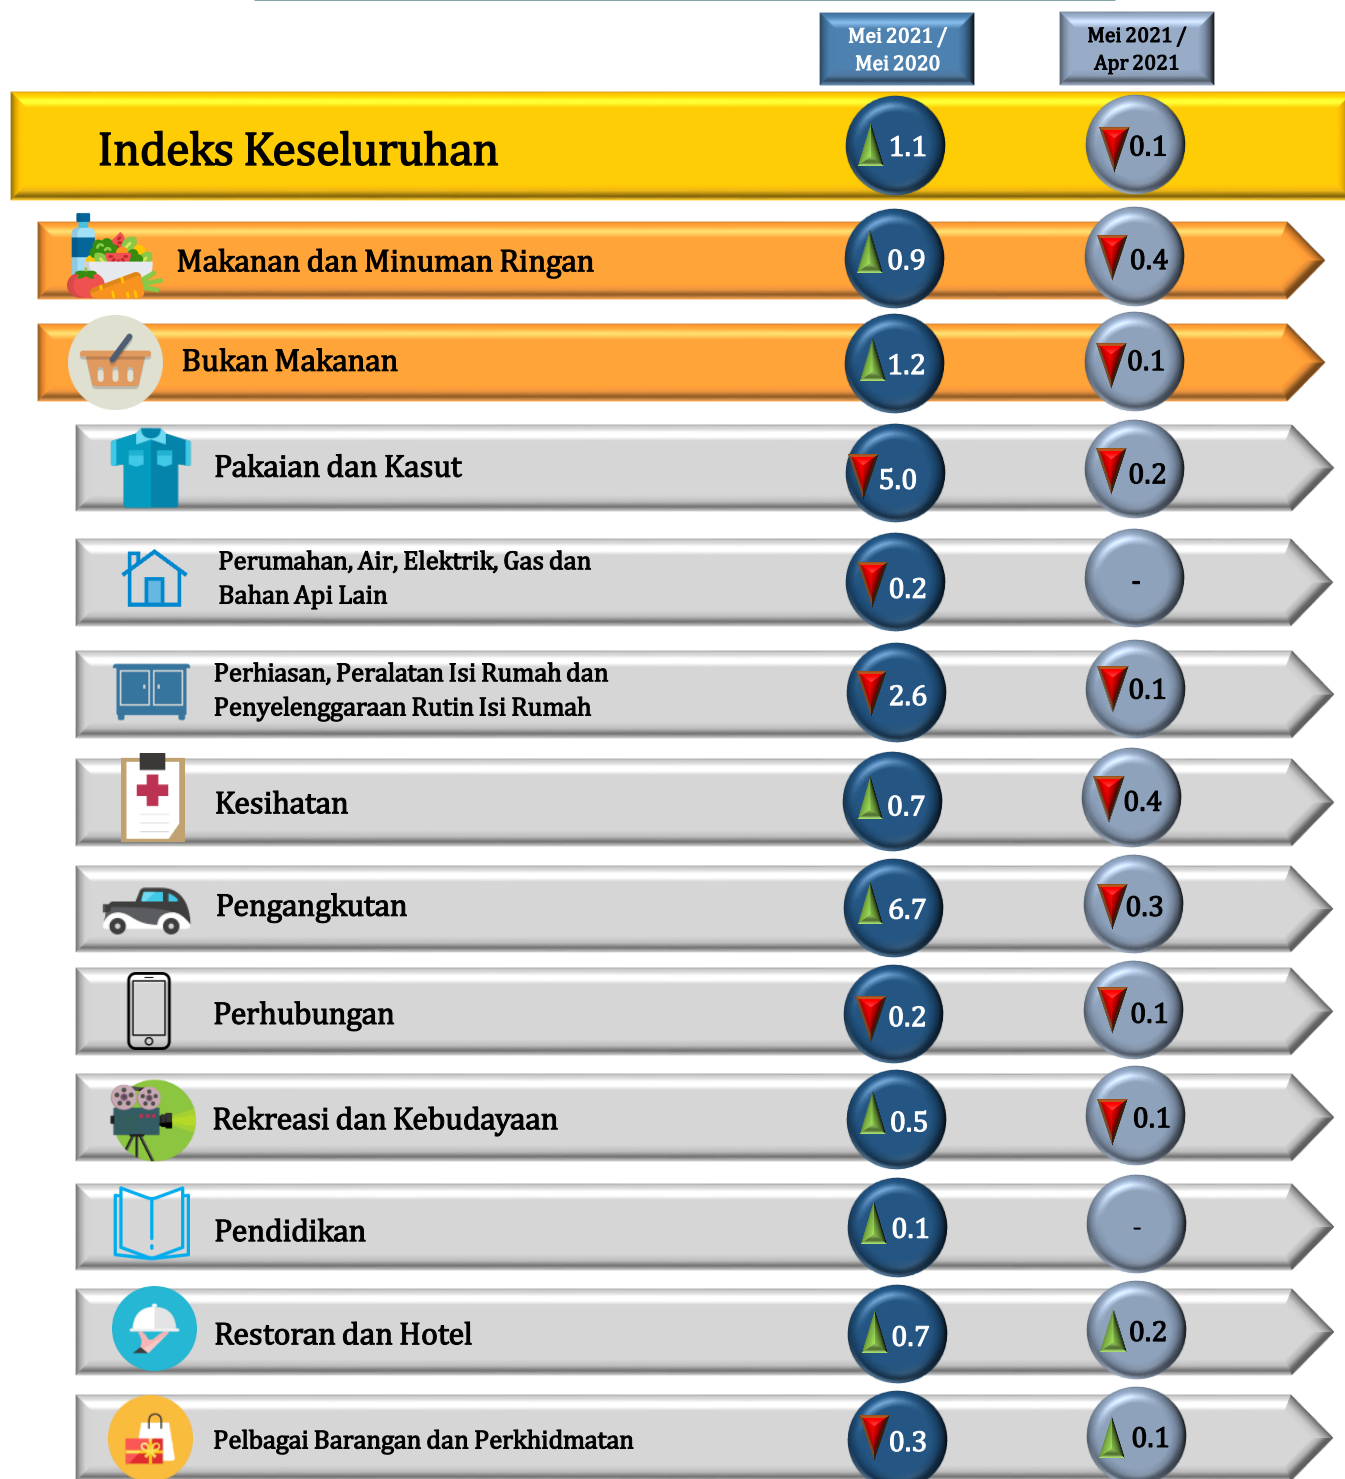 Mei 2021 /
Mei 2020
Mei 2021 /
Apr 2021
Indeks Keseluruhan
1.1
0.1
Makanan dan Minuman Ringan
0.9
0.4
Bukan Makanan
1.2
0.1
Pakaian dan Kasut
5.0
0.2
Perumahan, Air, Elektrik, Gas dan
Bahan Api Lain
0.2
-
Perhiasan, Peralatan Isi Rumah dan
Penyelenggaraan Rutin Isi Rumah
2.6
0.1
Kesihatan
0.7
0.4
Pengangkutan
6.7
0.3
Perhubungan
0.2
0.1
Rekreasi dan Kebudayaan
0.5
0.1
Pendidikan
0.1
-
Restoran dan Hotel
0.7
0.2
Pelbagai Barangan dan Perkhidmatan
0.3
0.1